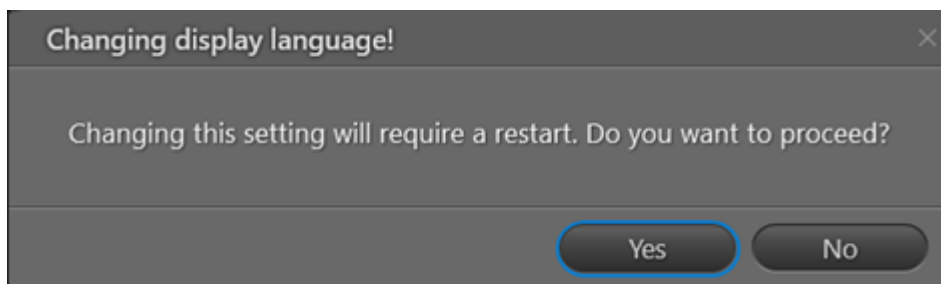 Changing display language!
Changing this setting will require a restart. Do you want to proceed?
Yes No